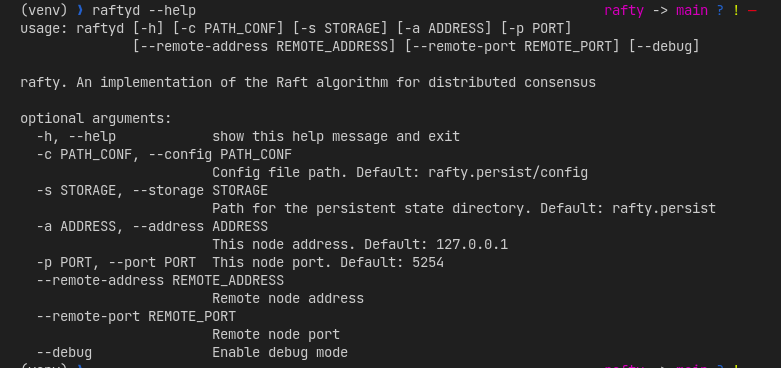 (venv) ❯ raftyd --help rafty -> main ? ! —
usage: raftyd [-h] [-c PATH_CONF] [-s STORAGE] [-a ADDRESS] [-p PORT]
[--remote-address REMOTE_ADDRESS] [--remote-port REMOTE_PORT] [--debug]
rafty. An implementation of the Raft algorithm for distributed consensus
optional arguments:
-h, --help show this help message and exit
-c PATH_CONF, --config PATH_CONF
Config file path. Default: rafty.persist/config
-s STORAGE, --storage STORAGE
Path for the persistent state directory. Default: rafty.persist
-a ADDRESS, --address ADDRESS
This node address. Default: 127.0.0.1
-p PORT, --port PORT This node port. Default: 5254
--remote-address REMOTE_ADDRESS
Remote node address
--remote-port REMOTE_PORT
Remote node port
--debug Enable debug mode
(venv) ❯ rafty -> main ? !